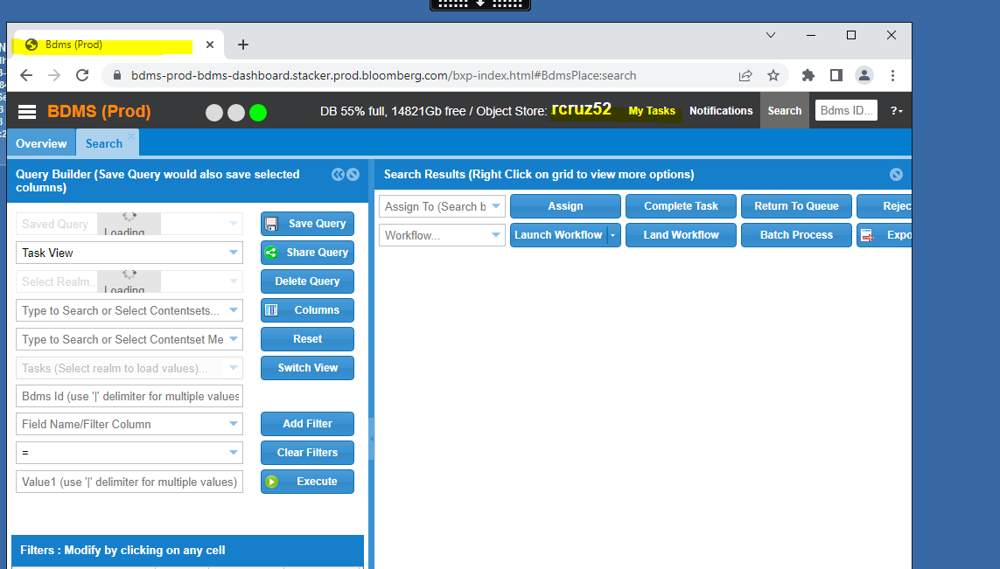 Bdms (Prod)
bdms-prod-bdms-dashboard.stacker.prod.bloomberg.com/bxp-index.html#BdmsPlace:search
BDMS (Prod)
DB 55% full, 14821Gb free / Object Store: rcruz52 My Tasks Notifications Search Bdms ID... ?
Overview Search
Query Builder (Save Query would also save selected
columns)
Search Results (Right Click on grid to view more options)
Saved Query Loading Save Query
Assign To (Search b Assign Complete Task Return To Queue Rejec
Task View Share Query
Workflow... Launch Workflow Land Workflow Batch Process Expo
Select Realm... Loading Delete Query
Type to Search or Select Contentsets... Columns
Type to Search or Select Contentset Me Reset
Tasks (Select realm to load values)... Switch View
Bdms Id (use '|' delimiter for multiple values
Field Name/Filter Column Add Filter
= Clear Filters
Value1 (use '|' delimiter for multiple values) Execute
Filters : Modify by clicking on any cell